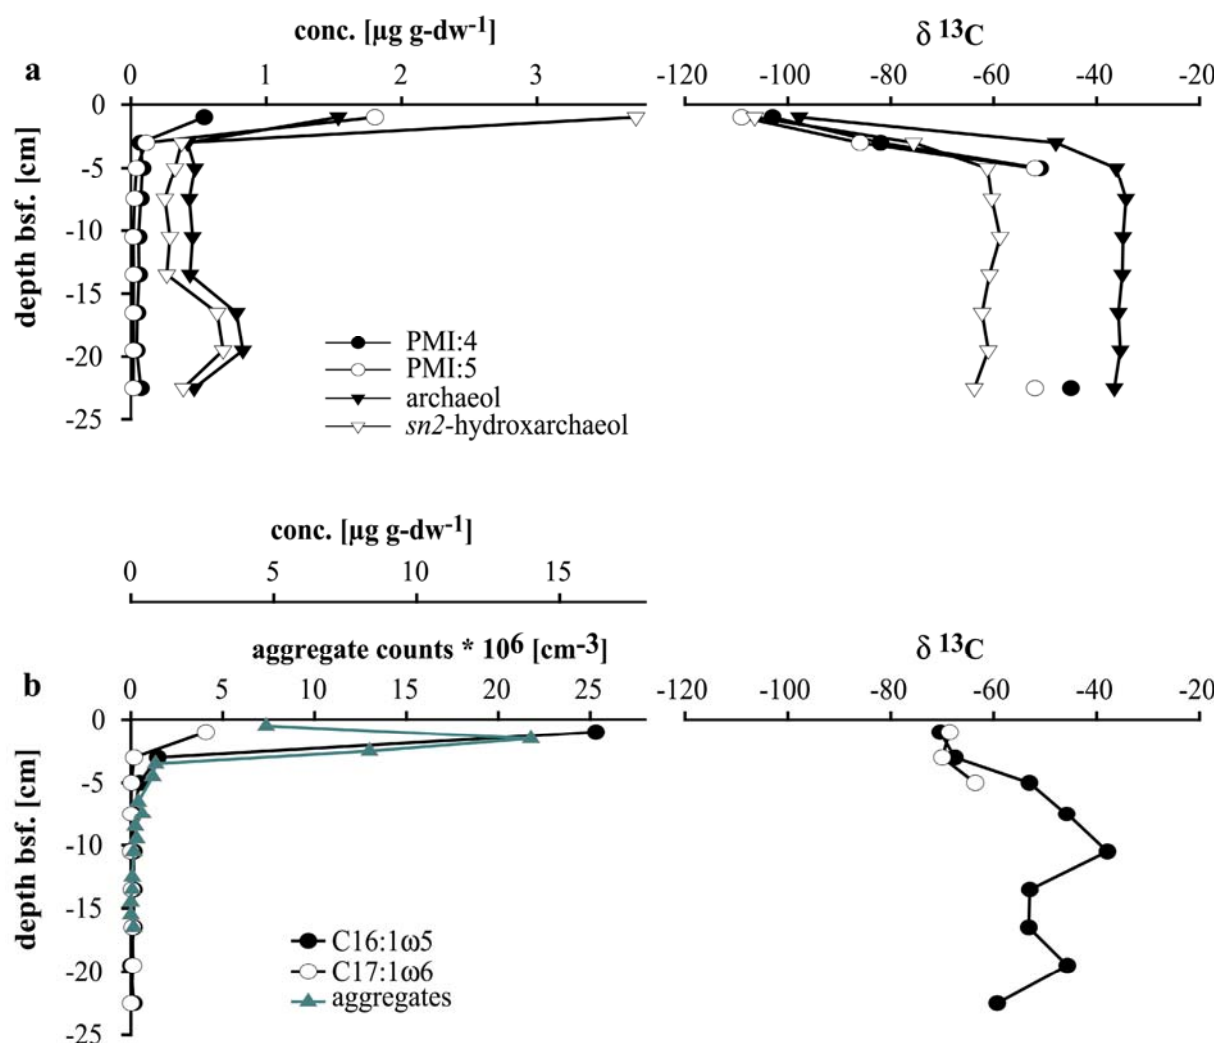 conc. [µg g-dw-1]
δ 13C
a
0 1 2 3
-120 -100 -80 -60 -40 -20
depth bsf. [cm]
0
-5
-10
-15
-20
-25
PMI:4
PMI:5
archaeol
sn2-hydroxarchaeol
conc. [µg g-dw-1]
0 5 10 15
aggregate counts * 106 [cm-3]
δ 13C
b
0 5 10 15 20 25
-120 -100 -80 -60 -40 -20
depth bsf. [cm]
0
-5
-10
-15
-20
-25
C16:1ω5
C17:1ω6
aggregates